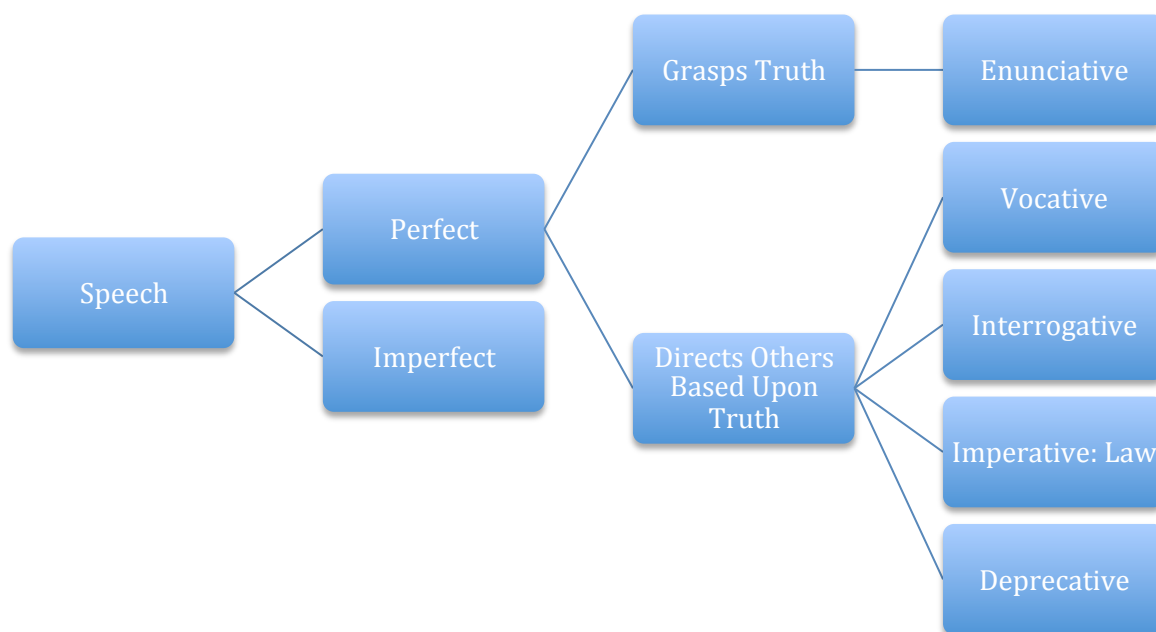 Speech
Perfect
Imperfect
Grasps Truth
Directs Others
Based Upon
Truth
Enunciative
Vocative
Interrogative
Imperative: Law
Deprecative